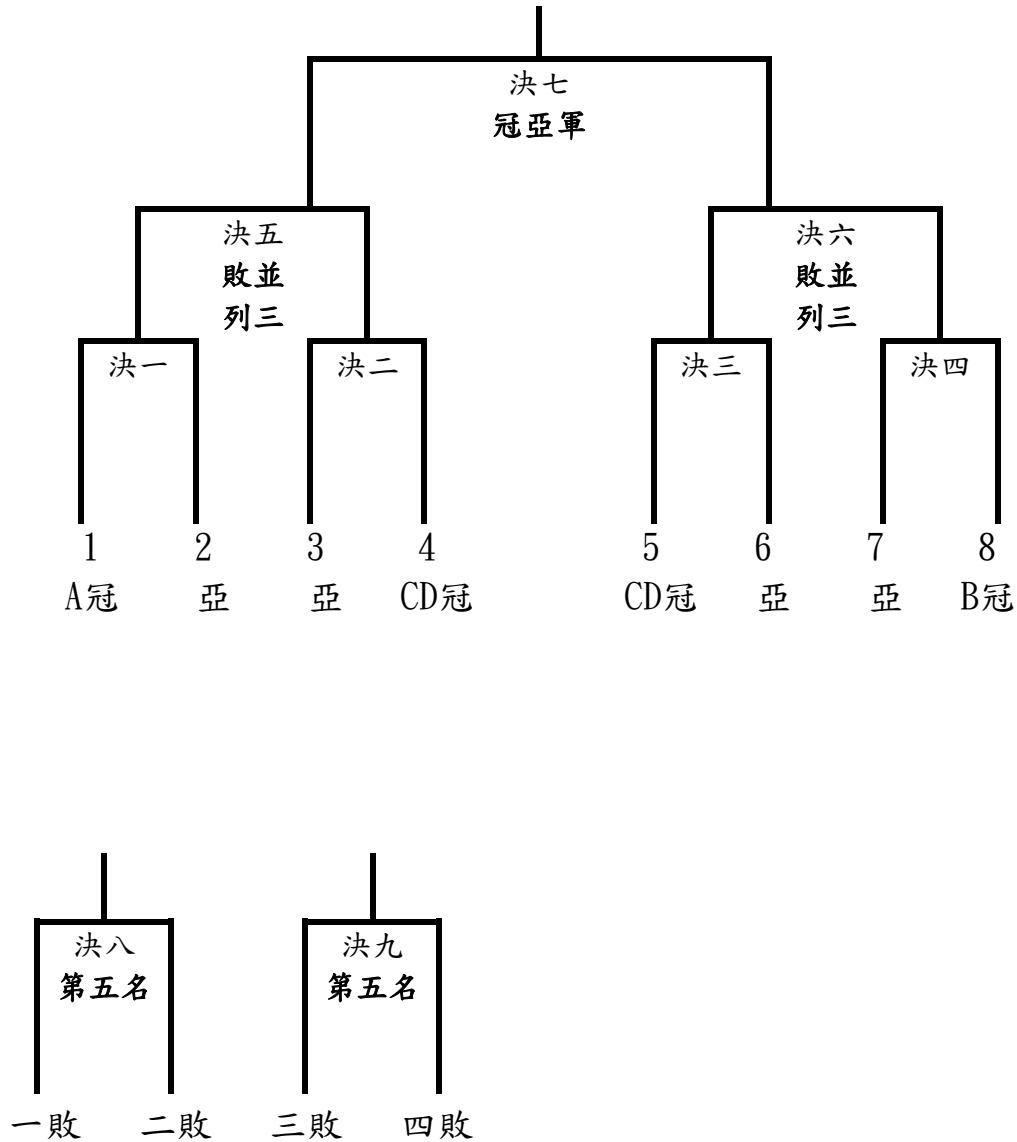 決七
冠亞軍
決五
敗並
列三
決六
敗並
列三
決一
決二
決三
決四
1 2 3 4 5 6 7 8
A冠 亞 亞 CD冠 CD冠 亞 亞 B冠
決八
第五名
決九
第五名
一敗 二敗 三敗 四敗